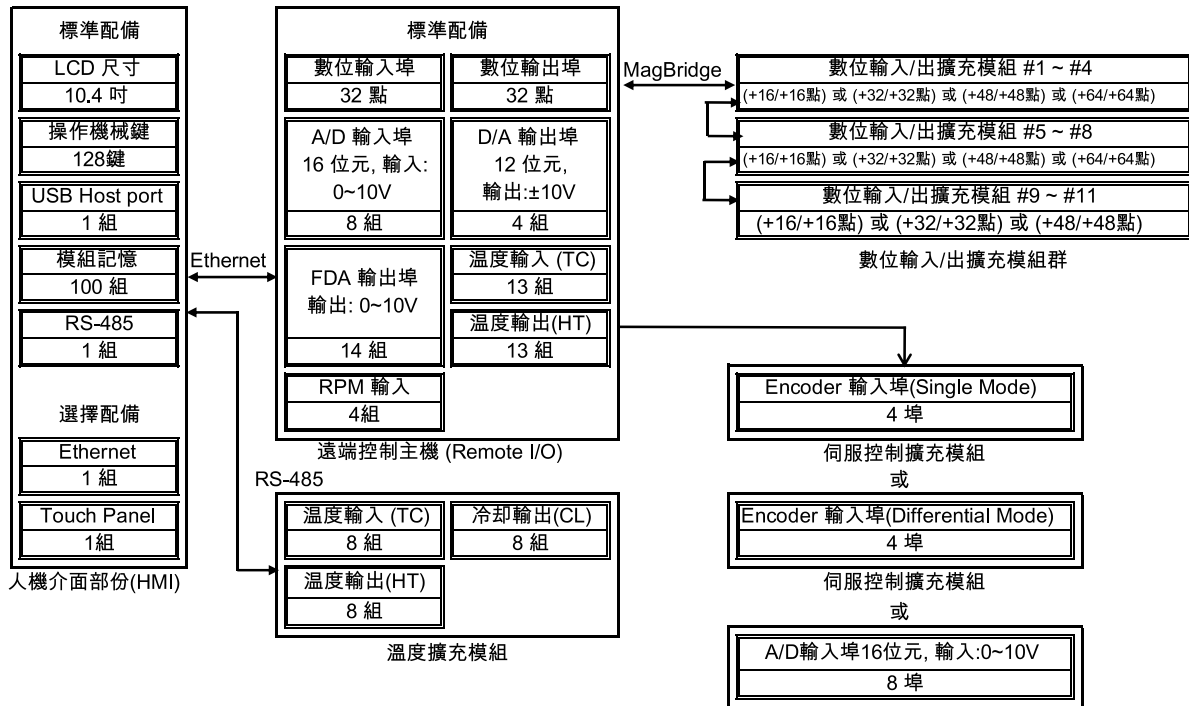 標準配備
LCD 尺寸
10.4 吋
操作機械鍵
128鍵
USB Host port
1 組
模組記憶
100 組
RS-485
1 組
選擇配備
Ethernet
1 組
Touch Panel
1組
人機介面部份(HMI)
Ethernet
標準配備
數位輸入埠
32 點
數位輸出埠
32 點
A/D 輸入埠
16 位元, 輸入:
0~10V
8 組
D/A 輸出埠
12 位元,
輸出:±10V
4 組
FDA 輸出埠
輸出: 0~10V
14 組
温度輸入 (TC)
13 組
温度輸出(HT)
13 組
RPM 輸入
4組
遠端控制主機 (Remote I/O)
RS-485
温度輸入 (TC)
8 組
冷却輸出(CL)
8 組
温度輸出(HT)
8 組
溫度擴充模組
MagBridge
數位輸入/出擴充模組 #1 ~ #4
(+16/+16點) 或 (+32/+32點) 或 (+48/+48點) 或 (+64/+64點)
數位輸入/出擴充模組 #5 ~ #8
(+16/+16點) 或 (+32/+32點) 或 (+48/+48點) 或 (+64/+64點)
數位輸入/出擴充模組 #9 ~ #11
(+16/+16點) 或 (+32/+32點) 或 (+48/+48點)
數位輸入/出擴充模組群
Encoder 輸入埠(Single Mode)
4 埠
伺服控制擴充模組
或
Encoder 輸入埠(Differential Mode)
4 埠
伺服控制擴充模組
或
A/D輸入埠16位元, 輸入:0~10V
8 埠